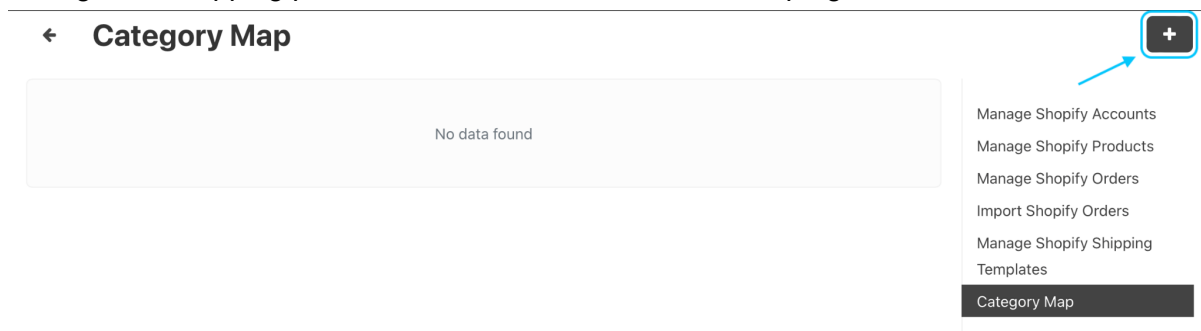 Category Map
+
No data found
Manage Shopify Accounts
Manage Shopify Products
Manage Shopify Orders
Import Shopify Orders
Manage Shopify Shipping
Templates
Category Map